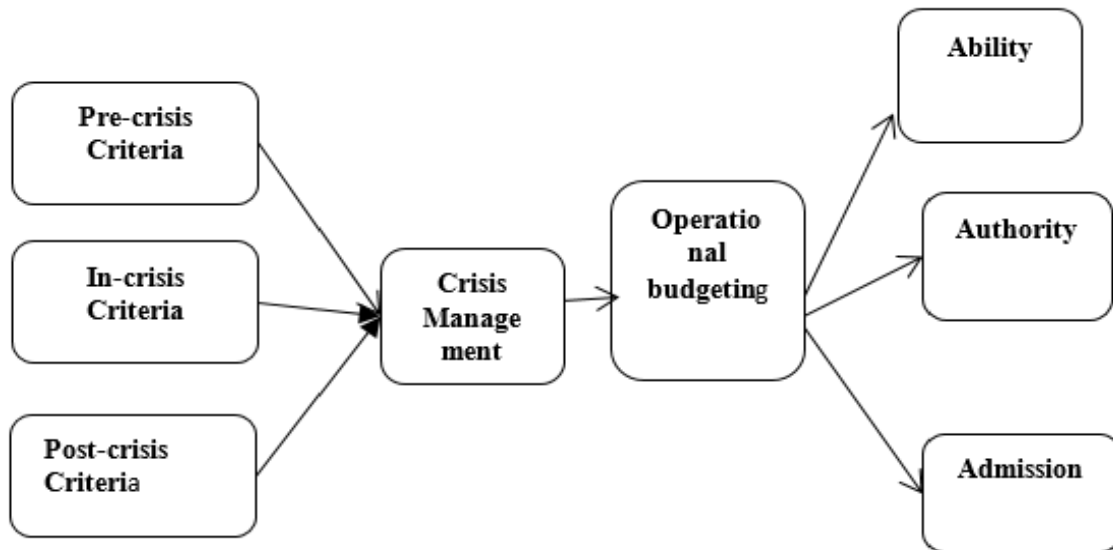 Pre-crisis
Criteria
In-crisis
Criteria
Post-crisis
Criteria
Crisis
Manage
ment
Operatio
nal
budgeting
Ability
Authority
Admission